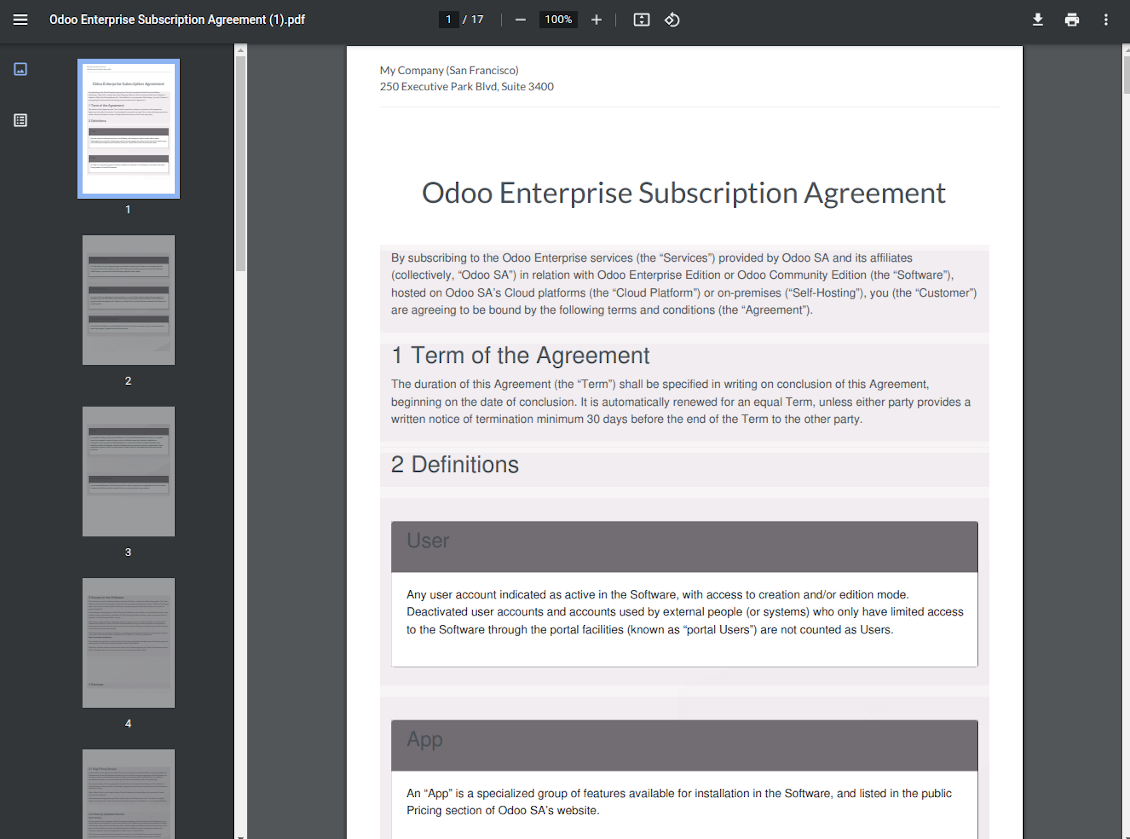 Odoo Enterprise Subscription Agreement (1).pdf
1 / 17
100%
1
2
3
4
My Company (San Francisco)
250 Executive Park Blvd, Suite 3400
Odoo Enterprise Subscription Agreement
By subscribing to the Odoo Enterprise services (the “Services”) provided by Odoo SA and its affiliates
(collectively, “Odoo SA”) in relation with Odoo Enterprise Edition or Odoo Community Edition (the “Software”),
hosted on Odoo SA’s Cloud platforms (the “Cloud Platform”) or on-premises (“Self-Hosting”), you (the “Customer”)
are agreeing to be bound by the following terms and conditions (the “Agreement”).
1 Term of the Agreement
The duration of this Agreement (the “Term”) shall be specified in writing on conclusion of this Agreement,
beginning on the date of conclusion. It is automatically renewed for an equal Term, unless either party provides a
written notice of termination minimum 30 days before the end of the Term to the other party.
2 Definitions
User
Any user account indicated as active in the Software, with access to creation and/or edition mode.
Deactivated user accounts and accounts used by external people (or systems) who only have limited access
to the Software through the portal facilities (known as “portal Users”) are not counted as Users.
App
An “App” is a specialized group of features available for installation in the Software, and listed in the public
Pricing section of Odoo SA’s website.